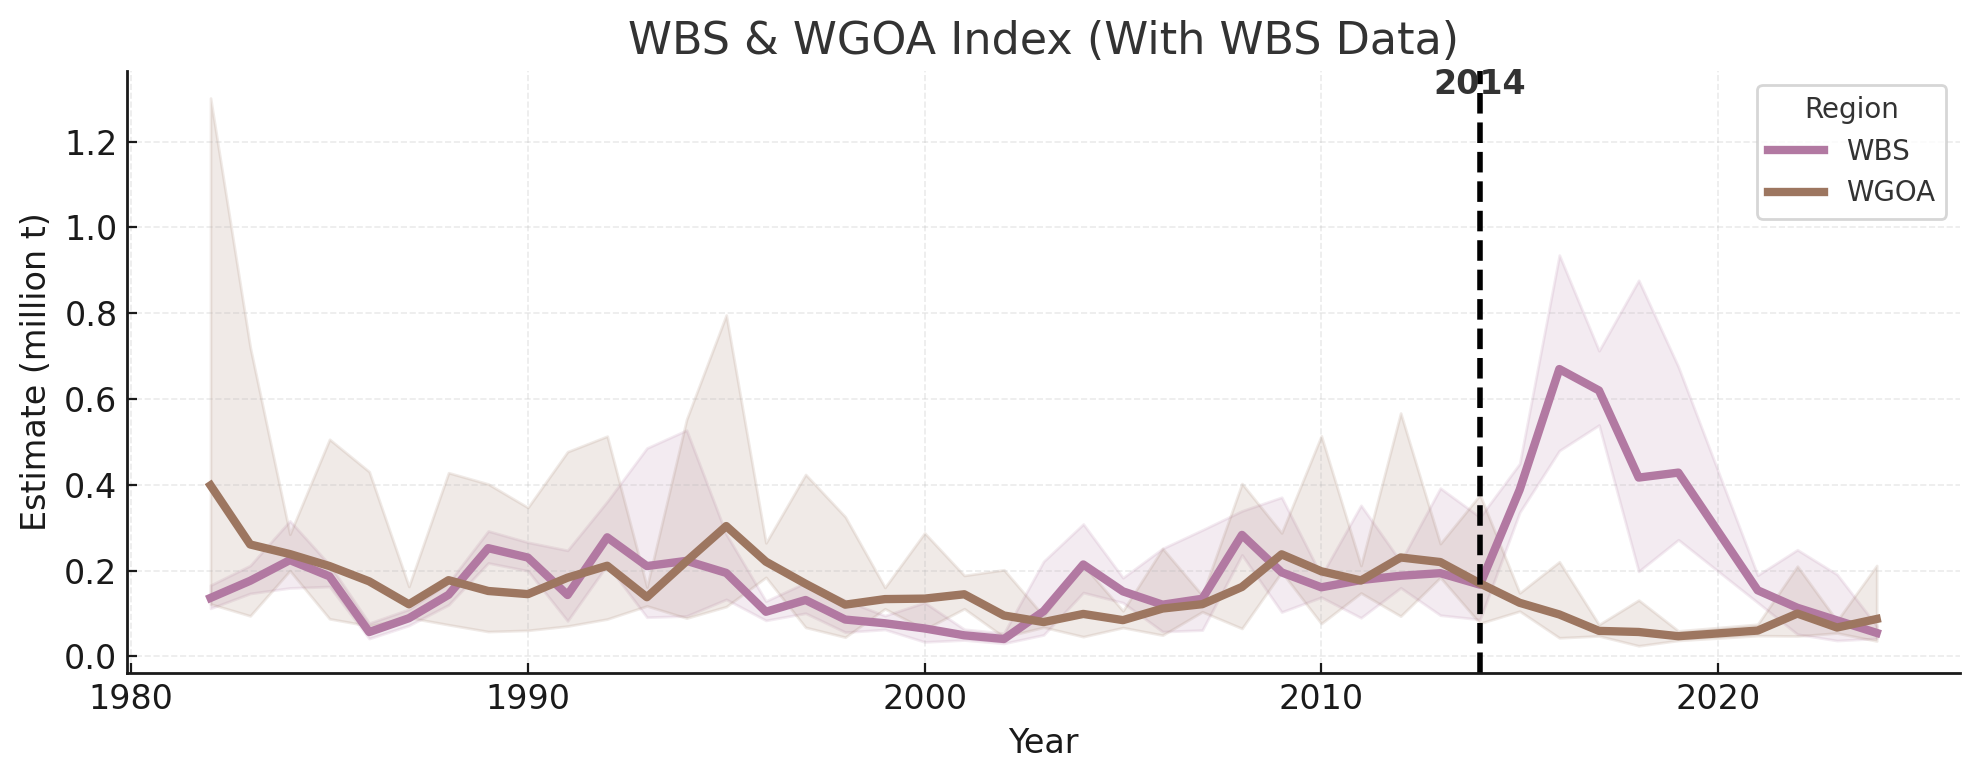 WBS & WGOA Index (With WBS Data)
2014
Region
WBS
WGOA
Estimate (million t)
1.2
1.0
0.8
0.6
0.4
0.2
0.0
1980 1990 2000 2010 2020
Year